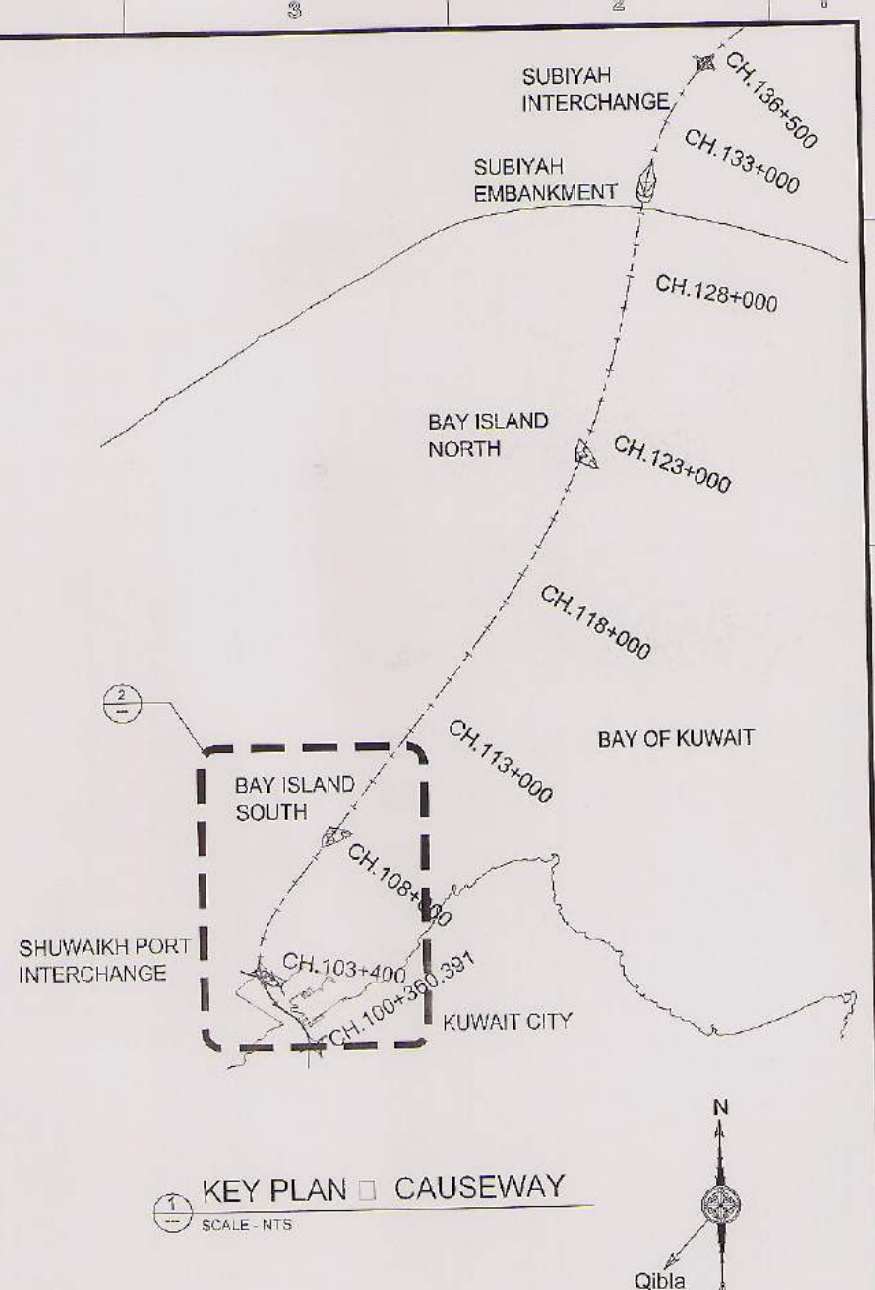 3
2
1
SUBIYAH
INTERCHANGE
CH.136+500
CH.133+000
SUBIYAH
EMBANKMENT
CH.128+000
BAY ISLAND
NORTH
CH.123+000
CH.118+000
2
CH.113+000
BAY OF KUWAIT
BAY ISLAND
SOUTH
CH.108+000
SHUWAIKH PORT
INTERCHANGE
CH.103+400
CH.100+360.391
KUWAIT CITY
N
1
KEY PLAN □ CAUSEWAY
SCALE - NTS
Qibla